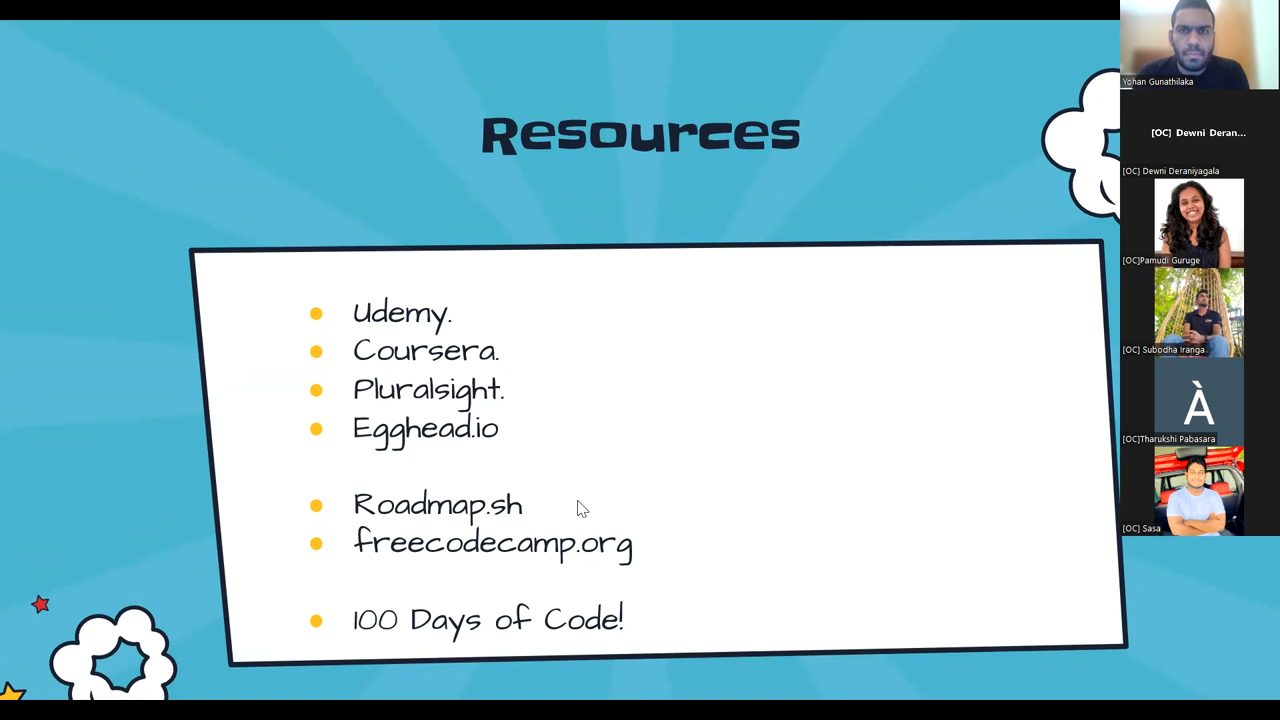 Resources
Udemy.
Coursera.
Pluralsight.
Egghead.io
Roadmap.sh
freecodecamp.org
100 Days of Code!
Yohan Gunathilaka
[OC] Dewni Deran...
[OC] Dewni Deraniyagala
[OC]Pamudi Guruge
[OC] Subodha Iranga
À
[OC]Tharukshi Pabasara
[OC] Sasa